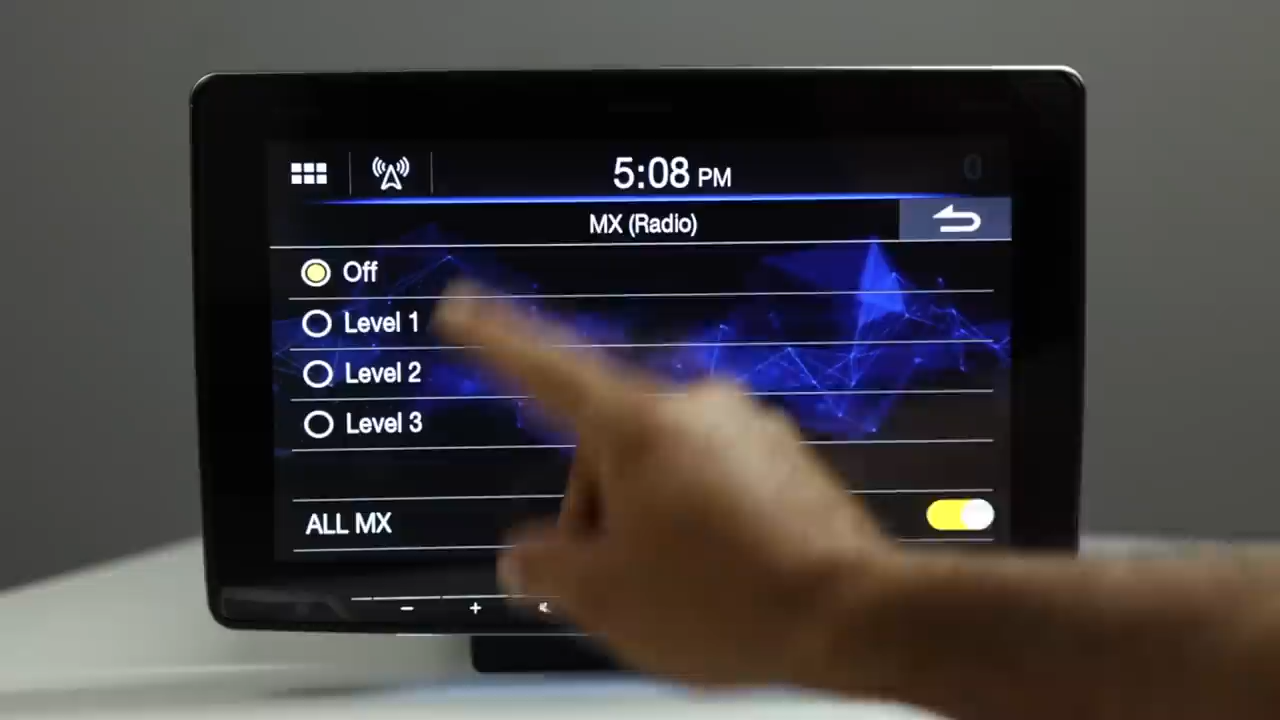 5:08 PM
MX (Radio)
Off
Level 1
Level 2
Level 3
ALL MX
− +